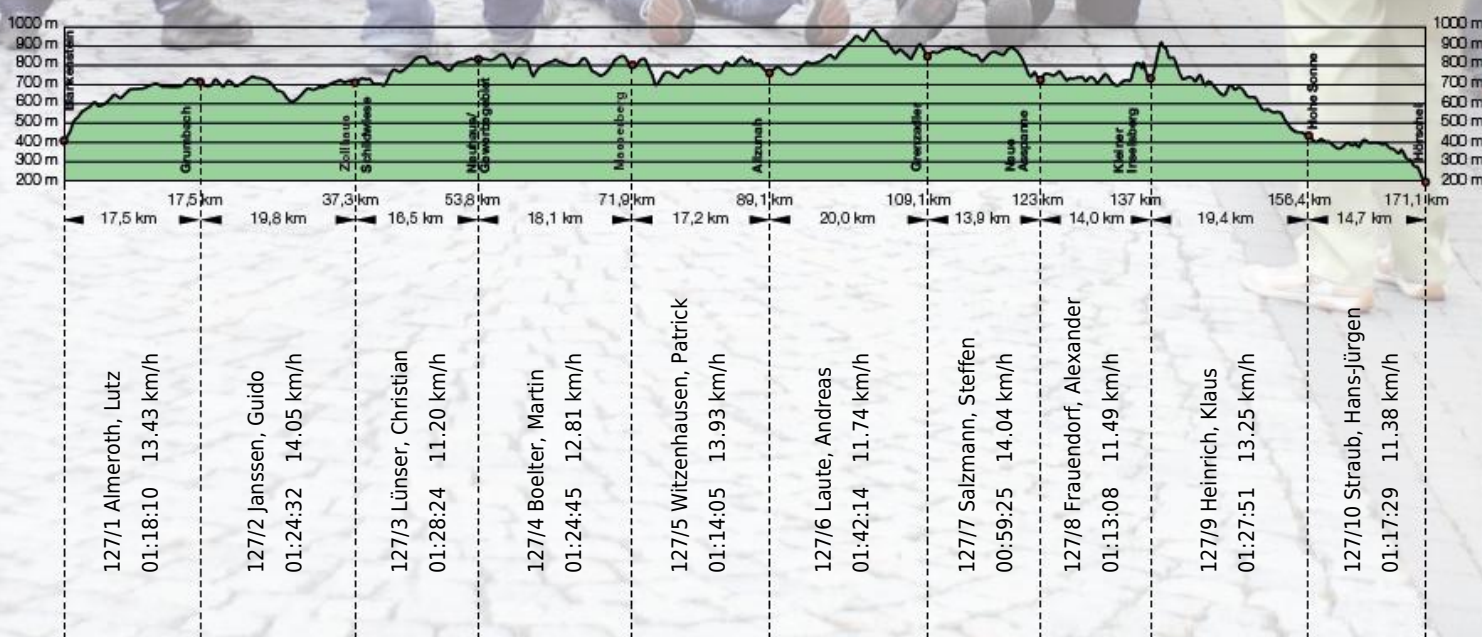 1000 m
900 m
800 m
700 m
600 m
500 m
400 m
300 m
200 m
1000 m
900 m
800 m
700 m
600 m
500 m
400 m
300 m
200 m
Blankenstein
Grumbach
Zollhaus
Schildwiese
Neuhaus/
Masserberg
Allzunah
Grenzadler
Neue
Ausspanne
Kleiner
Inselsberg
Hohe Sonne
Hörschel
17,5 km
37,3 km
53,8 km
71,9 km
89,1 km
109,1 km
123 km
137 km
156,4 km
171,1 km
17,5 km
19,8 km
16,5 km
18,1 km
17,2 km
20,0 km
13,9 km
14,0 km
19,4 km
14,7 km
127/1 Almeroth, Lutz
01:18:10 13.43 km/h
127/2 Janssen, Guido
01:24:32 14.05 km/h
127/3 Lünser, Christian
01:28:24 11.20 km/h
127/4 Boelter, Martin
01:24:45 12.81 km/h
127/5 Witzenhausen, Patrick
01:14:05 13.93 km/h
127/6 Laute, Andreas
01:42:14 11.74 km/h
127/7 Salzmann, Steffen
00:59:25 14.04 km/h
127/8 Frauendorf, Alexander
01:13:08 11.49 km/h
127/9 Heinrich, Klaus
01:27:51 13.25 km/h
127/10 Straub, Hans-Jürgen
01:17:29 11.38 km/h